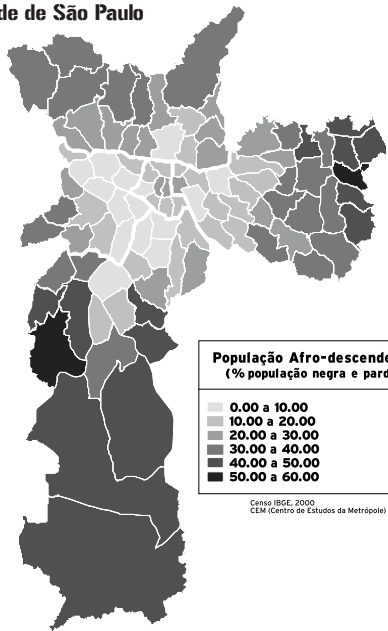 de de São Paulo
População Afro-descende
(% população negra e pard
0.00 a 10.00
10.00 a 20.00
20.00 a 30.00
30.00 a 40.00
40.00 a 50.00
50.00 a 60.00
Censo IBGE, 2000
CEM (Centro de Estudos da Metrópole)